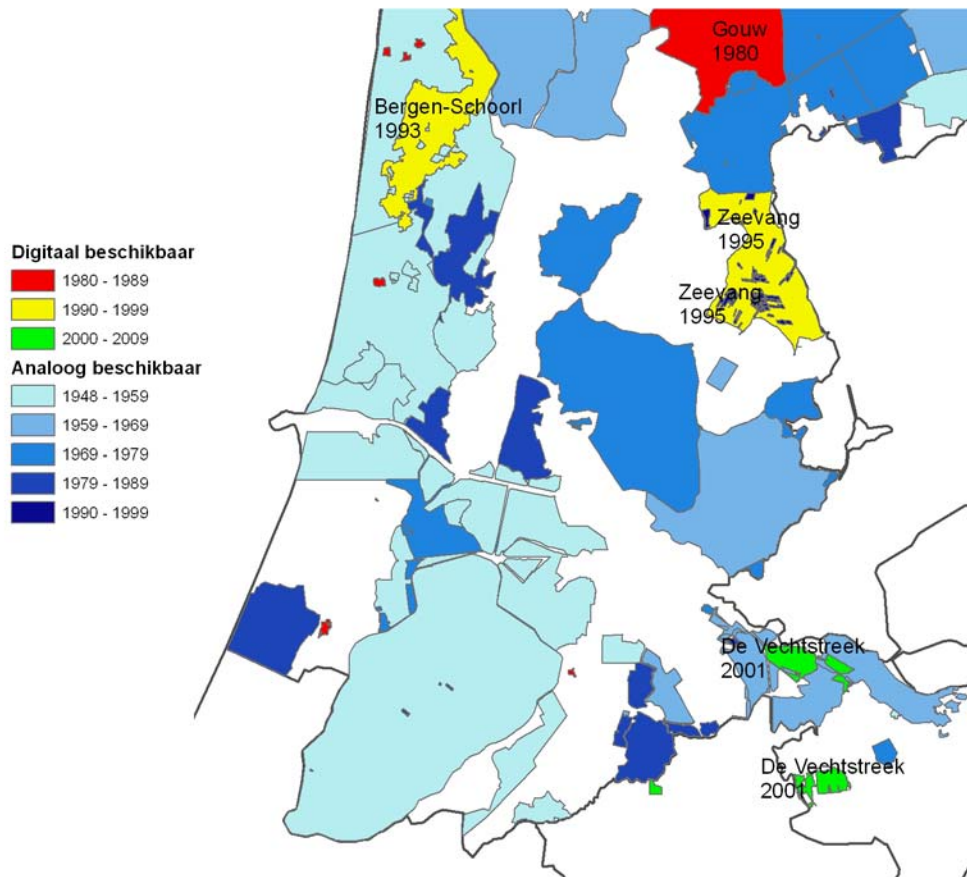 Gouw
1980
Bergen-Schoorl
1993
Zeevang
1995
Zeevang
1995
Digitaal beschikbaar
1980 - 1989
1990 - 1999
2000 - 2009
Analoog beschikbaar
1948 - 1959
1959 - 1969
1969 - 1979
1979 - 1989
1990 - 1999
De Vechtstreek
2001
De Vechtstreek
2001